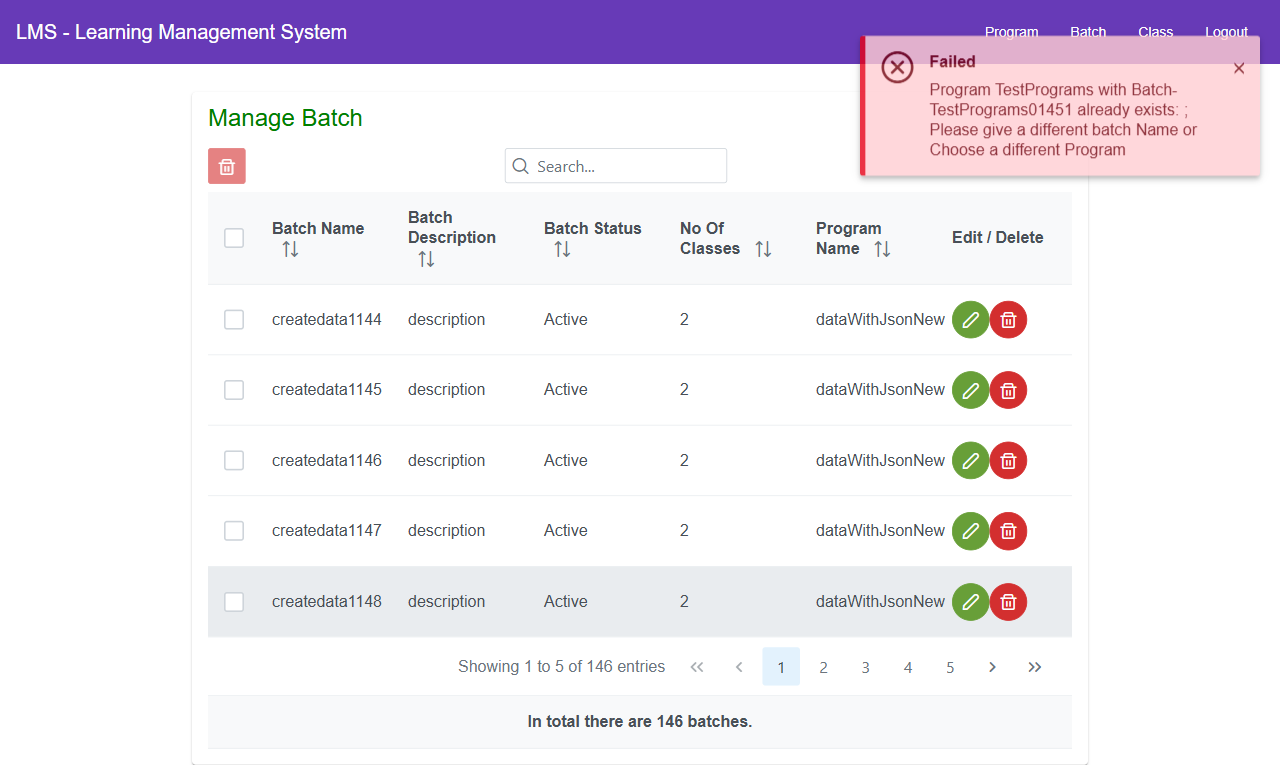 LMS - Learning Management System
Program Batch Class Logout
Failed
Program TestPrograms with Batch-
TestPrograms01451 already exists: ;
Please give a different batch Name or
Choose a different Program
Manage Batch
Search...
Batch Name Batch Description Batch Status No Of Classes Program Name Edit / Delete
createdata1144 description Active 2 dataWithJsonNew
createdata1145 description Active 2 dataWithJsonNew
createdata1146 description Active 2 dataWithJsonNew
createdata1147 description Active 2 dataWithJsonNew
createdata1148 description Active 2 dataWithJsonNew
Showing 1 to 5 of 146 entries 1 2 3 4 5
In total there are 146 batches.